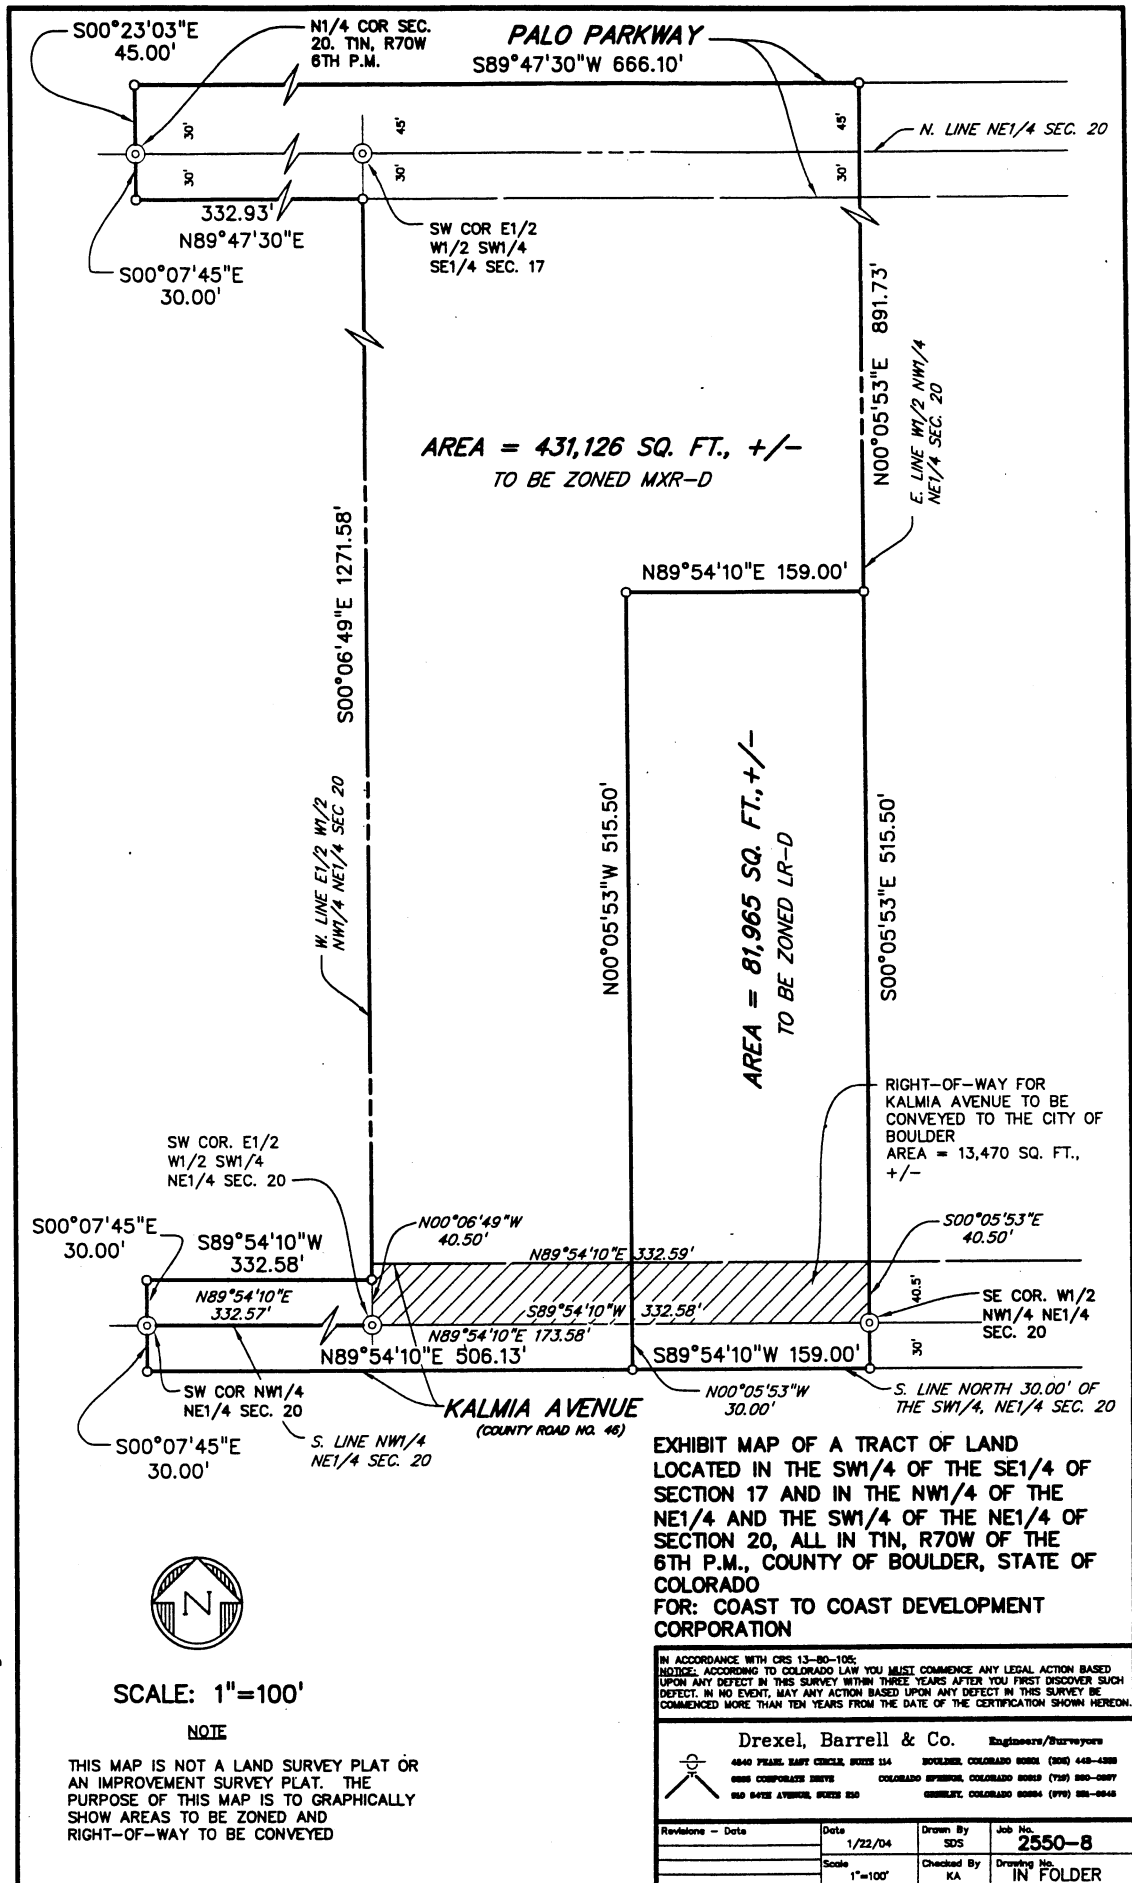 S00°23'03"E
45.00'
N1/4 COR SEC.
20. T1N, R70W
6TH P.M.
PALO PARKWAY
S89°47'30"W 666.10'
30'
45'
45'
N. LINE NE1/4 SEC. 20
30'
30'
30'
332.93'
N89°47'30"E
SW COR E1/2
W1/2 SW1/4
SE1/4 SEC. 17
S00°07'45"E
30.00'
N00°05'53"E 891.73'
E. LINE W1/2 NW1/4
NE1/4 SEC. 20
AREA = 431,126 SQ. FT., +/-
TO BE ZONED MXR-D
S00°06'49"E 1271.58'
N89°54'10"E 159.00'
W. LINE E1/2 W1/2
NW1/4 NE1/4 SEC 20
N00°05'53"W 515.50'
AREA = 81,965 SQ. FT.,+/-
TO BE ZONED LR-D
S00°05'53"E 515.50'
RIGHT-OF-WAY FOR
KALMIA AVENUE TO BE
CONVEYED TO THE CITY OF
BOULDER
AREA = 13,470 SQ. FT.,
+/-
SW COR. E1/2
W1/2 SW1/4
NE1/4 SEC. 20
S00°07'45"E
30.00'
S89°54'10"W
332.58'
N00°06'49"W
40.50'
N89°54'10"E 332.59'
S00°05'53"E
40.50'
N89°54'10"E
332.57'
S89°54'10"W 332.58'
40.5'
SE COR. W1/2
NW1/4 NE1/4
SEC. 20
N89°54'10"E 173.58'
N89°54'10"E 506.13'
S89°54'10"W 159.00'
30'
SW COR NW1/4
NE1/4 SEC. 20
KALMIA AVENUE
(COUNTY ROAD NO. 46)
N00°05'53"W
30.00'
S. LINE NORTH 30.00' OF
THE SW1/4, NE1/4 SEC. 20
S00°07'45"E
30.00'
S. LINE NW1/4
NE1/4 SEC. 20
EXHIBIT MAP OF A TRACT OF LAND
LOCATED IN THE SW1/4 OF THE SE1/4 OF
SECTION 17 AND IN THE NW1/4 OF THE
NE1/4 AND THE SW1/4 OF THE NE1/4 OF
SECTION 20, ALL IN T1N, R70W OF THE
6TH P.M., COUNTY OF BOULDER, STATE OF
COLORADO
FOR: COAST TO COAST DEVELOPMENT
CORPORATION
N
SCALE: 1"=100'
NOTE
THIS MAP IS NOT A LAND SURVEY PLAT OR
AN IMPROVEMENT SURVEY PLAT. THE
PURPOSE OF THIS MAP IS TO GRAPHICALLY
SHOW AREAS TO BE ZONED AND
RIGHT-OF-WAY TO BE CONVEYED
IN ACCORDANCE WITH CRS 13-80-105;
NOTICE: ACCORDING TO COLORADO LAW YOU MUST COMMENCE ANY LEGAL ACTION BASED
UPON ANY DEFECT IN THIS SURVEY WITHIN THREE YEARS AFTER YOU FIRST DISCOVER SUCH
DEFECT. IN NO EVENT, MAY ANY ACTION BASED UPON ANY DEFECT IN THIS SURVEY BE
COMMENCED MORE THAN TEN YEARS FROM THE DATE OF THE CERTIFICATION SHOWN HEREON.
Drexel, Barrell & Co. Engineers/Surveyors
4840 PEARL EAST CIRCLE, SUITE 114 BOULDER, COLORADO
CORPORATE DRIVE COLORADO SPRINGS, COLORADO
AVENUE, SUITE 210 GREELEY, COLORADO
Revisions - Date
Date
1/22/04
Drawn By
SDS
Job No.
2550-8
Scale
1"=100'
Checked By
KA
Drawing No.
IN FOLDER